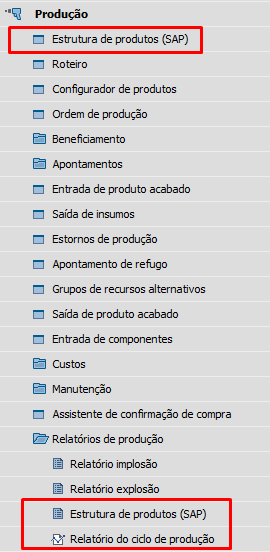 Produção
Estrutura de produtos (SAP)
Roteiro
Configurador de produtos
Ordem de produção
Beneficiamento
Apontamentos
Entrada de produto acabado
Saída de insumos
Estornos de produção
Apontamento de refugo
Grupos de recursos alternativos
Saída de produto acabado
Entrada de componentes
Custos
Manutenção
Assistente de confirmação de compra
Relatórios de produção
Relatório implosão
Relatório explosão
Estrutura de produtos (SAP)
Relatório do ciclo de produção